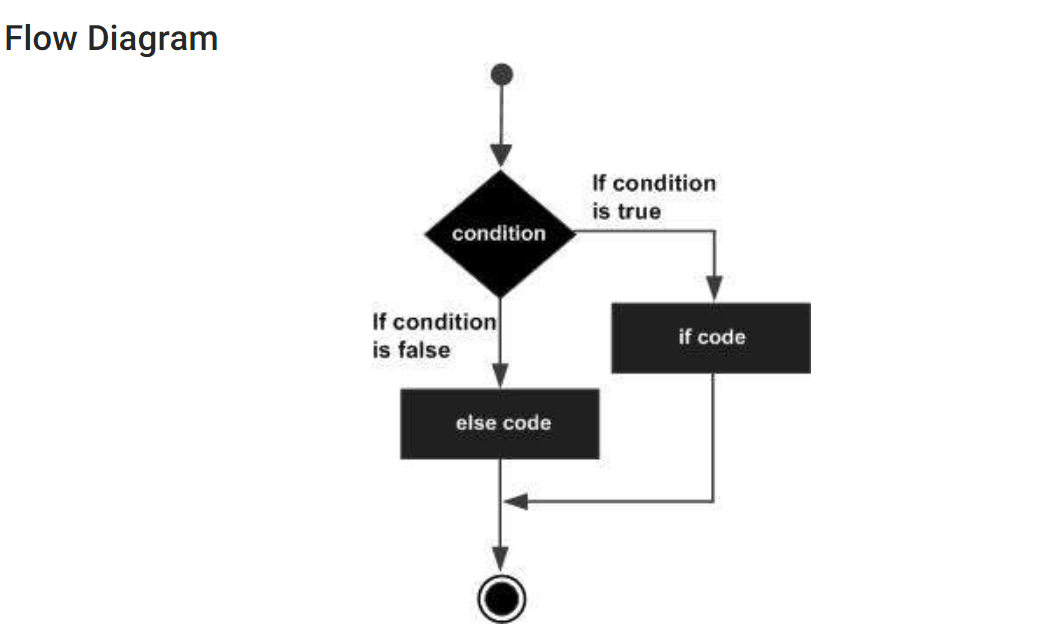 Flow Diagram
If condition
is true
condition
If condition
is false
if code
else code